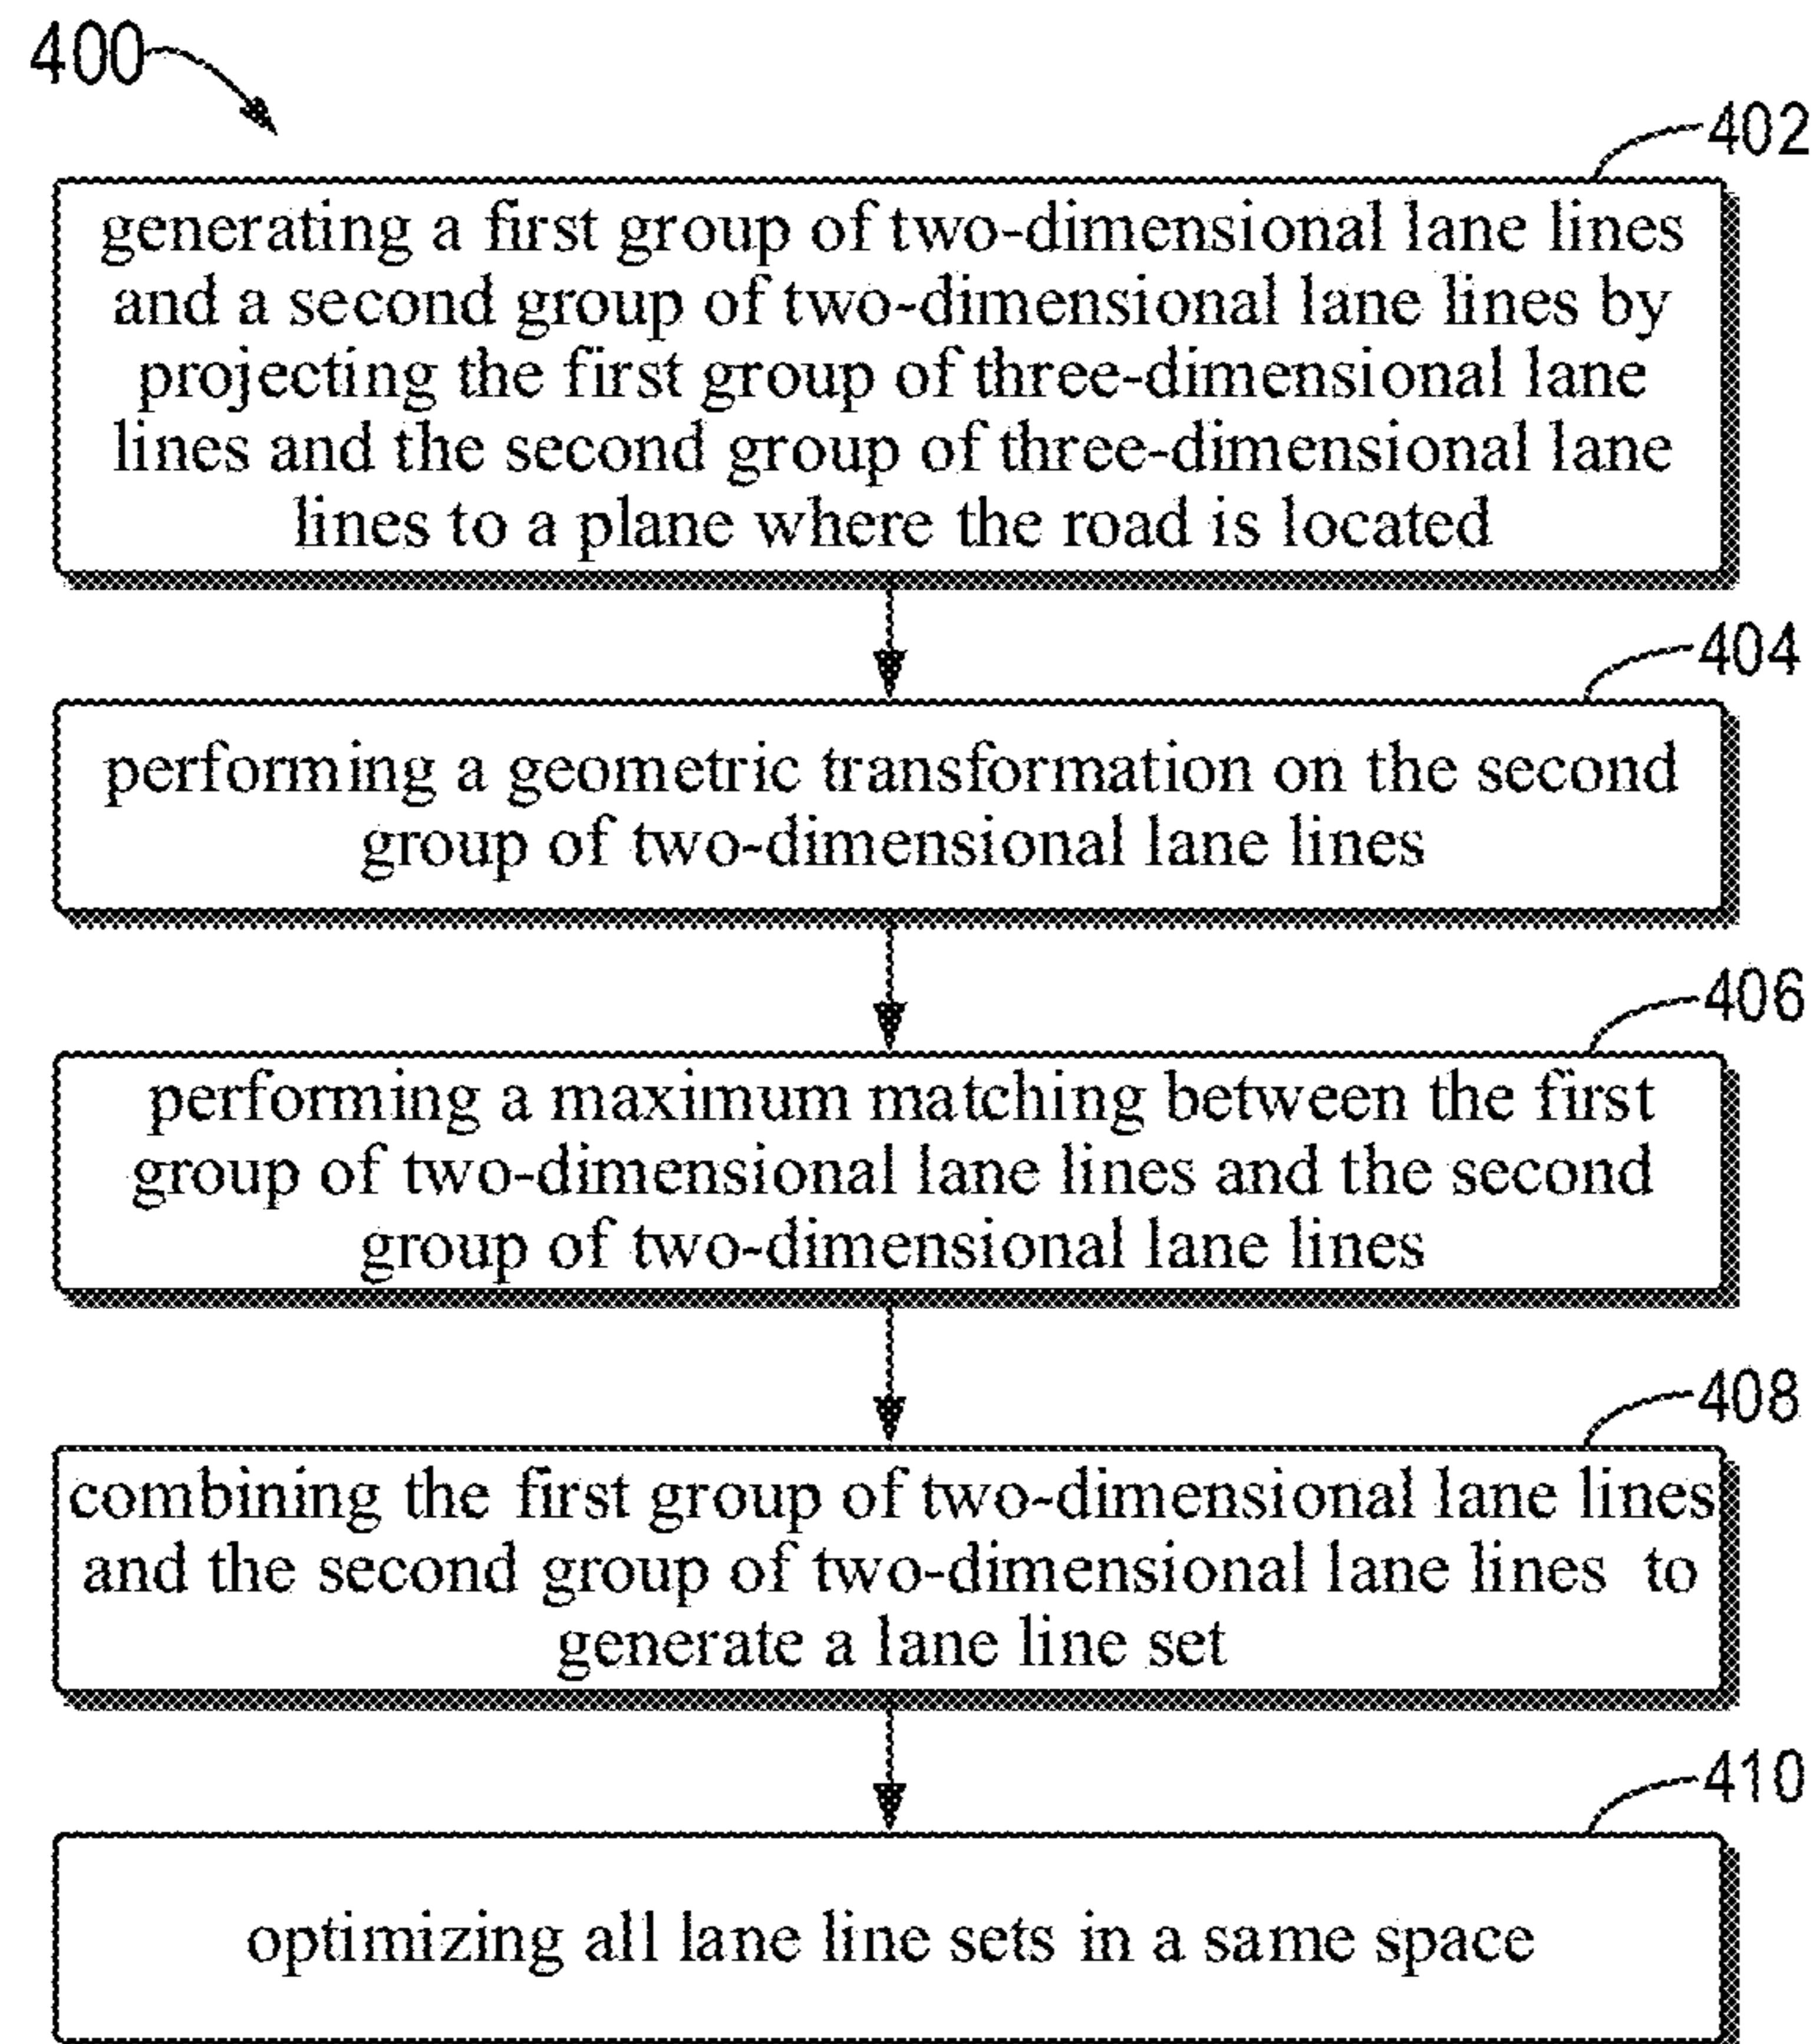 400
402
generating a first group of two-dimensional lane lines
and a second group of two-dimensional lane lines by
projecting the first group of three-dimensional lane
lines and the second group of three-dimensional lane
lines to a plane where the road is located
404
performing a geometric transformation on the second
group of two-dimensional lane lines
406
performing a maximum matching between the first
group of two-dimensional lane lines and the second
group of two-dimensional lane lines
408
combining the first group of two-dimensional lane lines
and the second group of two-dimensional lane lines to
generate a lane line set
410
optimizing all lane line sets in a same space